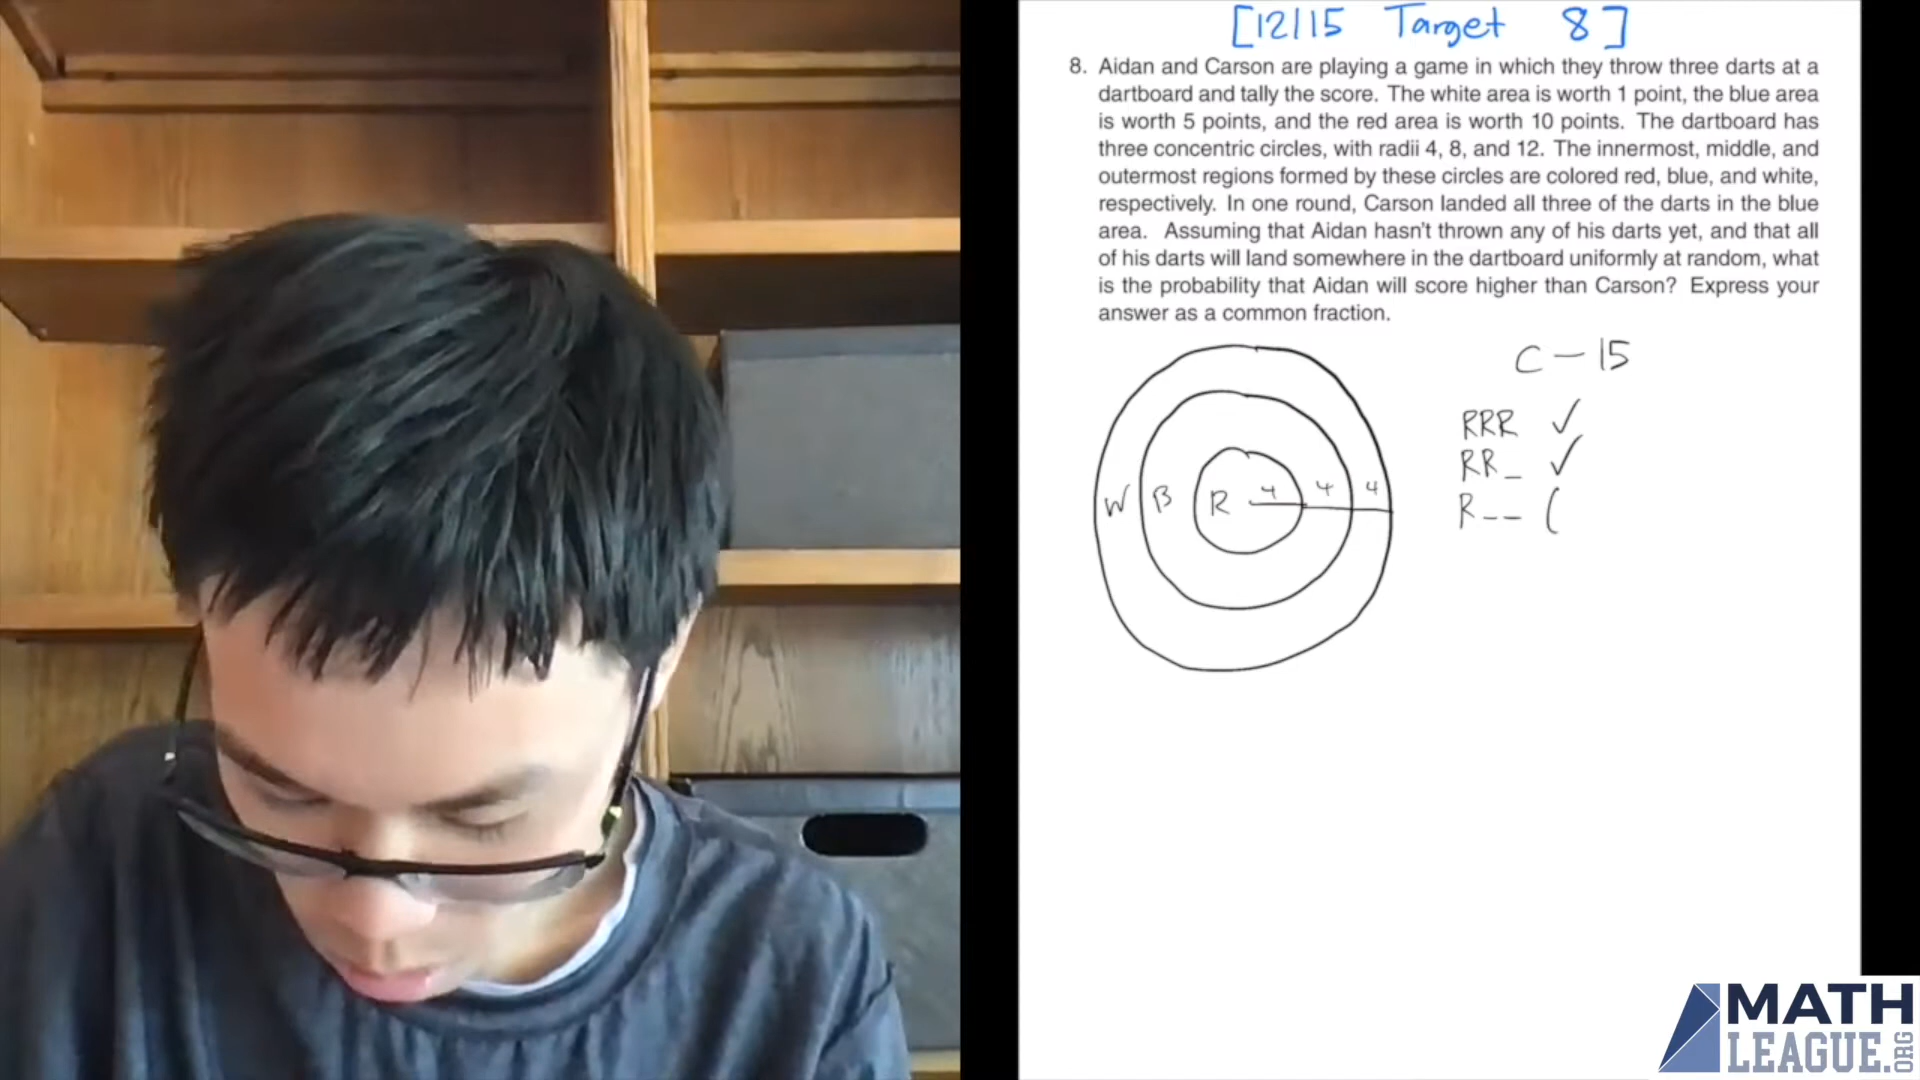 [12/15 Target 8]
8. Aidan and Carson are playing a game in which they throw three darts at a
dartboard and tally the score. The white area is worth 1 point, the blue area
is worth 5 points, and the red area is worth 10 points. The dartboard has
three concentric circles, with radii 4, 8, and 12. The innermost, middle, and
outermost regions formed by these circles are colored red, blue, and white,
respectively. In one round, Carson landed all three of the darts in the blue
area. Assuming that Aidan hasn't thrown any of his darts yet, and that all
of his darts will land somewhere in the dartboard uniformly at random, what
is the probability that Aidan will score higher than Carson? Express your
answer as a common fraction.
C — 15
RRR ✓
RR_ ✓
R__ (
W B R 4 4 4
MATH
LEAGUE.ORG